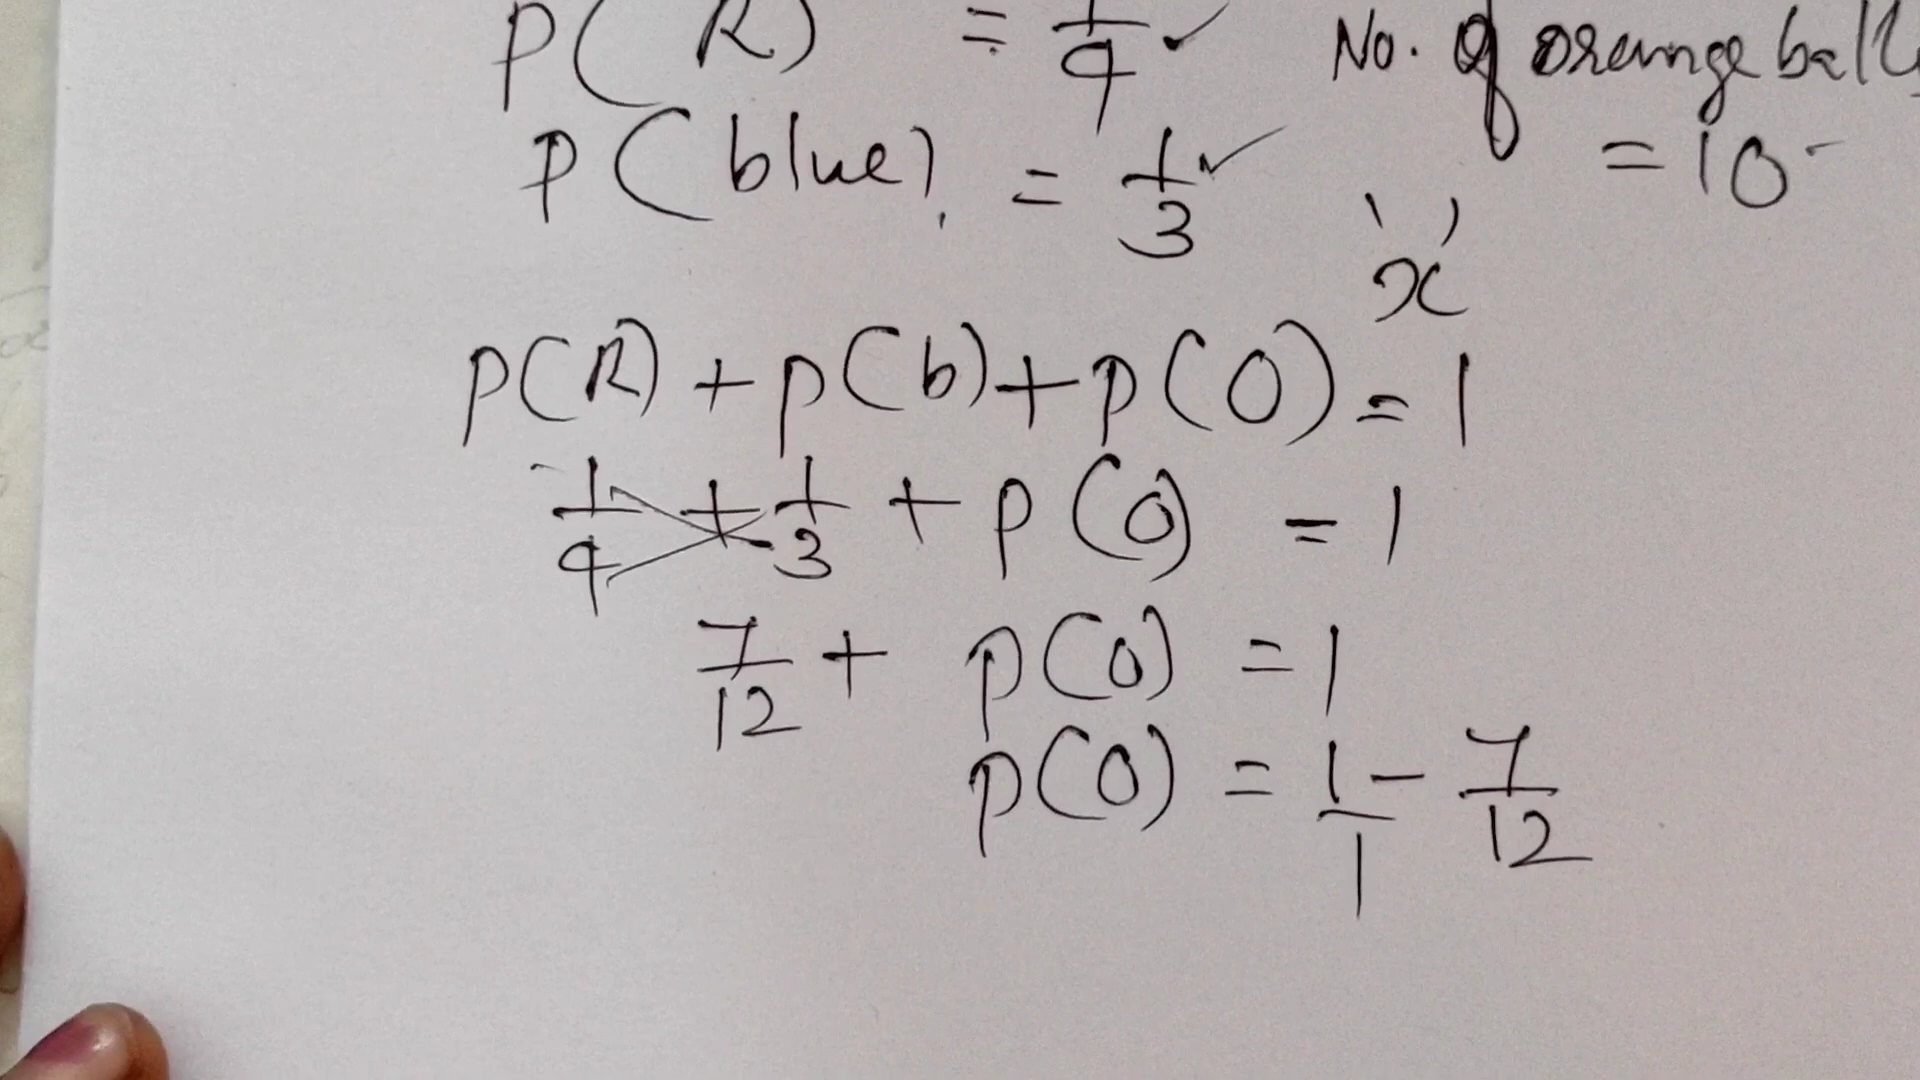 P( R) = 1/4 ✓ No. of orange balls
P(blue) = 1/3 ✓ = 10
' x '
P(R) + P(b) + P(O) = 1
1/4 + 1/3 + P(O) = 1
7/12 + P(O) = 1
P(O) = 1/1 - 7/12